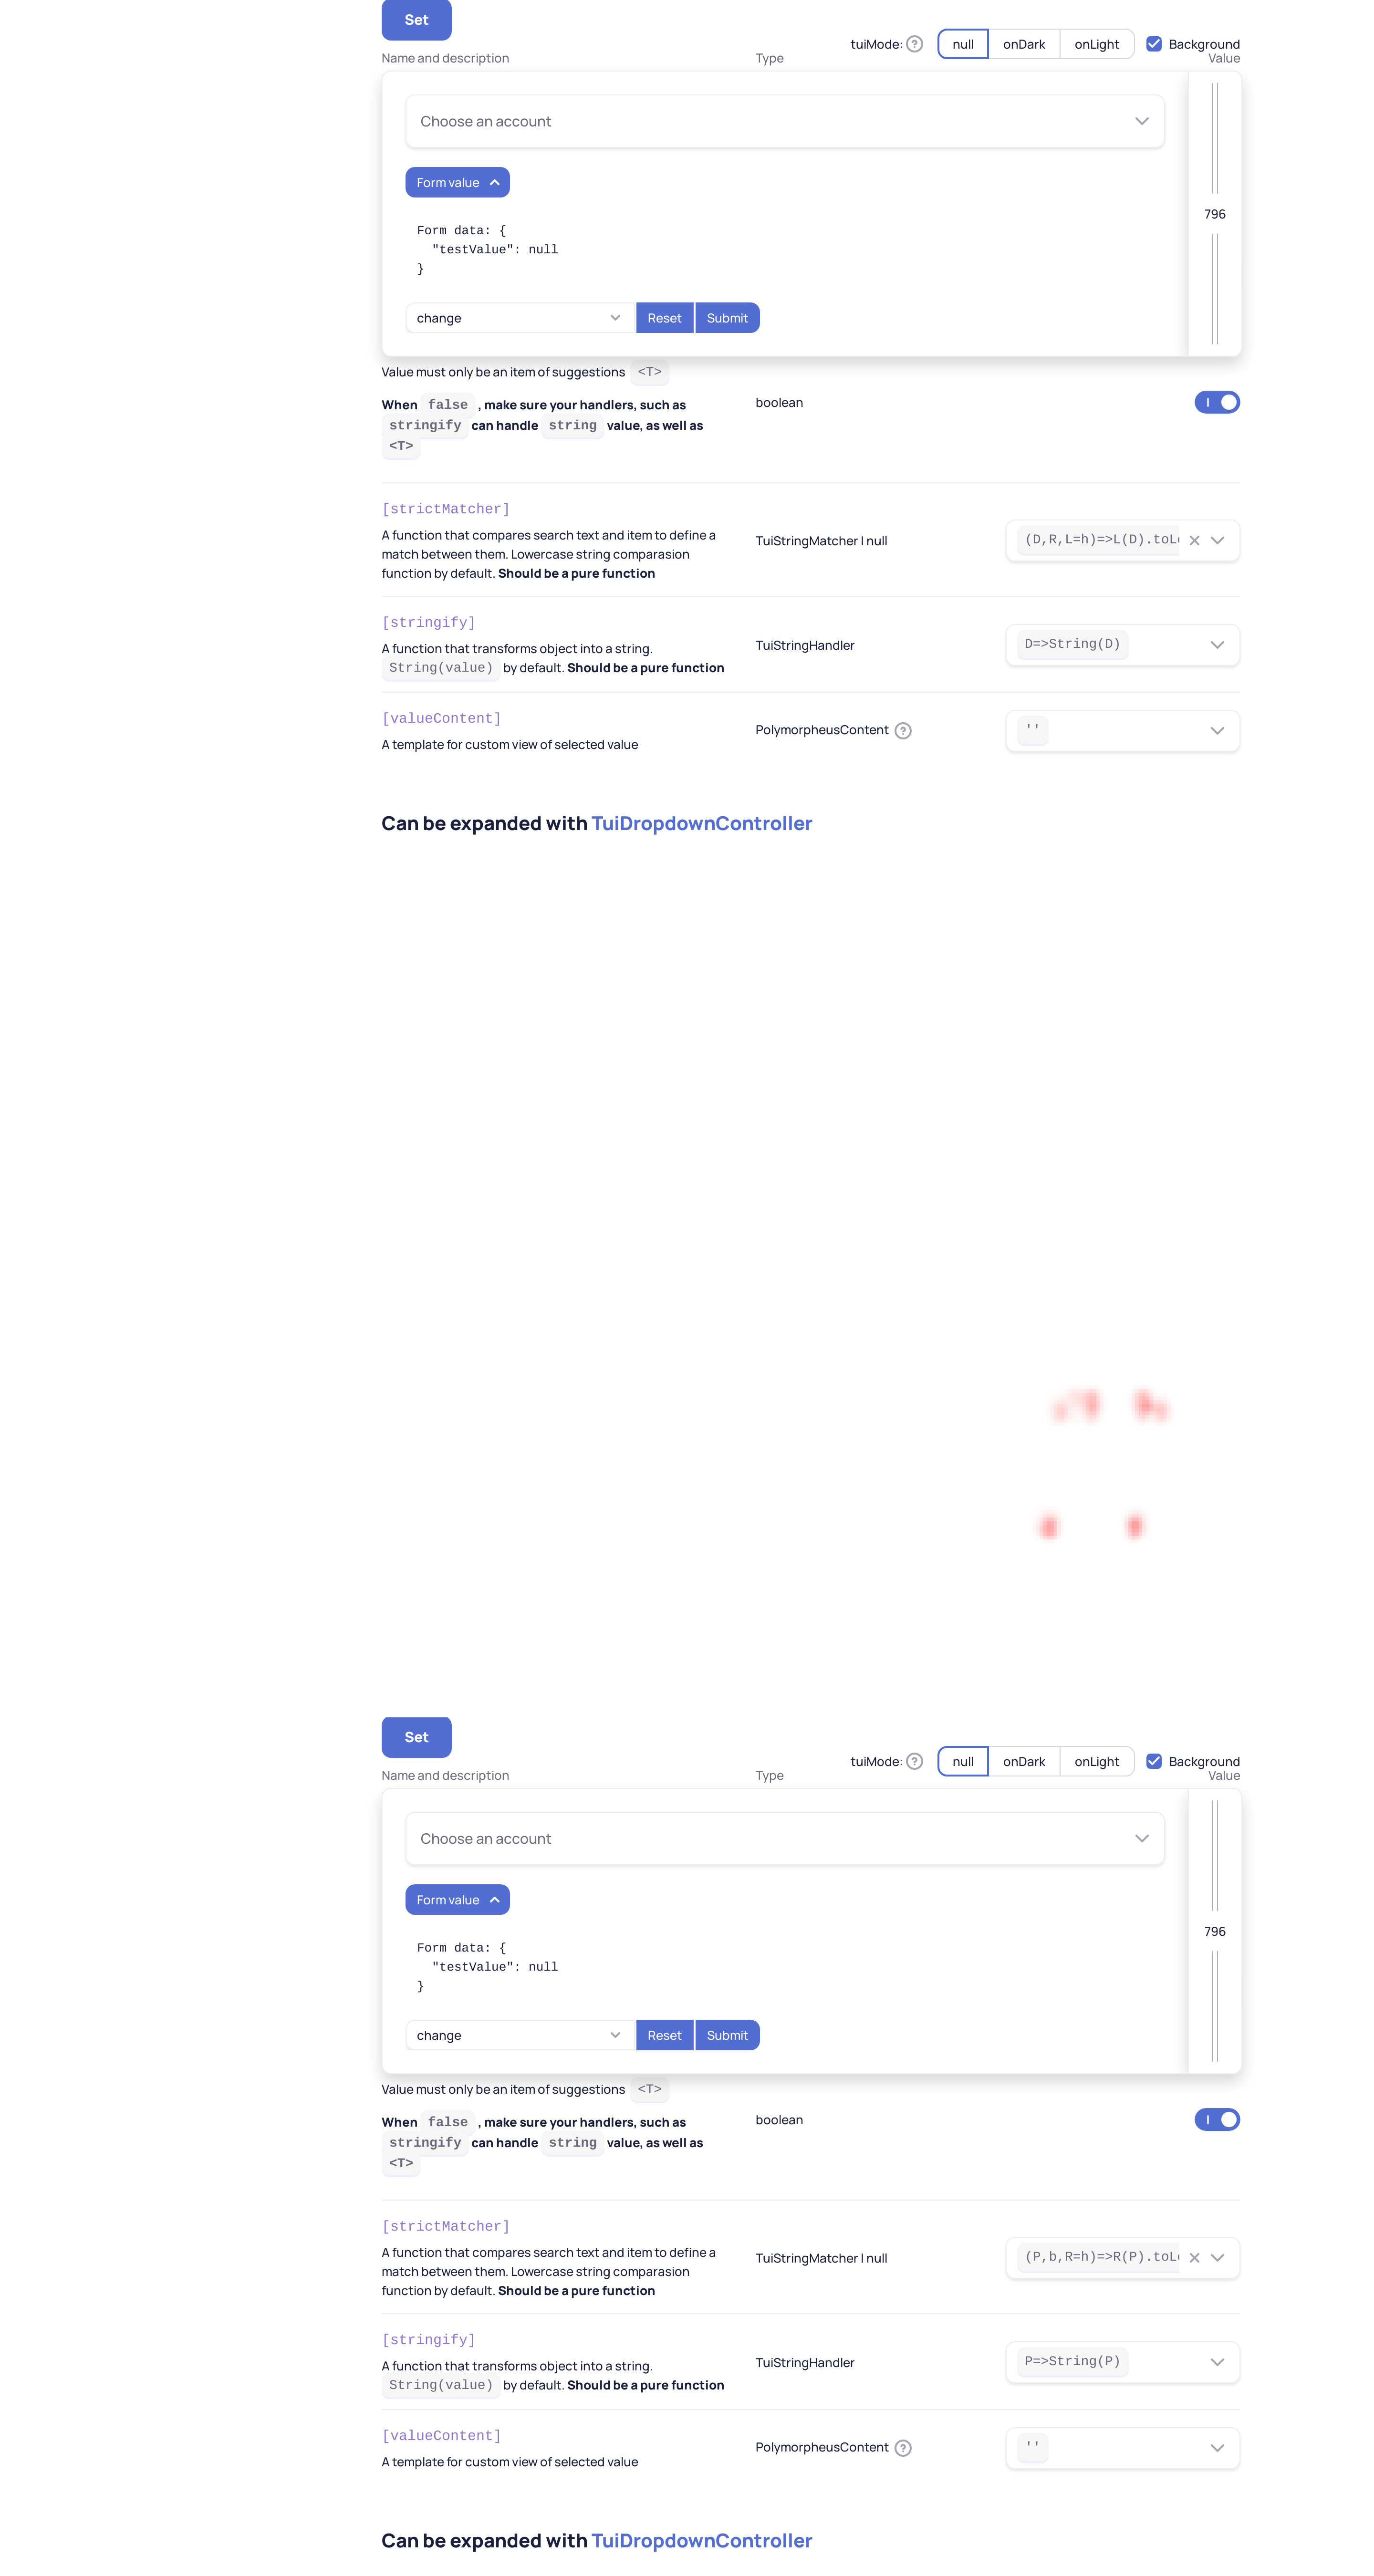 Set
tuiMode: ? null onDark onLight Background
Name and description Type Value
Choose an account
Form value
796
Form data: {
"testValue": null
}
change Reset Submit
Value must only be an item of suggestions <T>
When false , make sure your handlers, such as
boolean
stringify can handle string value, as well as
<T>
[strictMatcher]
A function that compares search text and item to define a
match between them. Lowercase string comparasion
function by default. Should be a pure function
TuiStringMatcher | null
(D,R,L=h)=>L(D).toL
[stringify]
A function that transforms object into a string.
String(value) by default. Should be a pure function
TuiStringHandler
D=>String(D)
[valueContent]
A template for custom view of selected value
PolymorpheusContent ?
''
Can be expanded with TuiDropdownController
Set
tuiMode: ? null onDark onLight Background
Name and description Type Value
Choose an account
Form value
796
Form data: {
"testValue": null
}
change Reset Submit
Value must only be an item of suggestions <T>
When false , make sure your handlers, such as
boolean
stringify can handle string value, as well as
<T>
[strictMatcher]
A function that compares search text and item to define a
match between them. Lowercase string comparasion
function by default. Should be a pure function
TuiStringMatcher | null
(P,b,R=h)=>R(P).toL
[stringify]
A function that transforms object into a string.
String(value) by default. Should be a pure function
TuiStringHandler
P=>String(P)
[valueContent]
A template for custom view of selected value
PolymorpheusContent ?
''
Can be expanded with TuiDropdownController